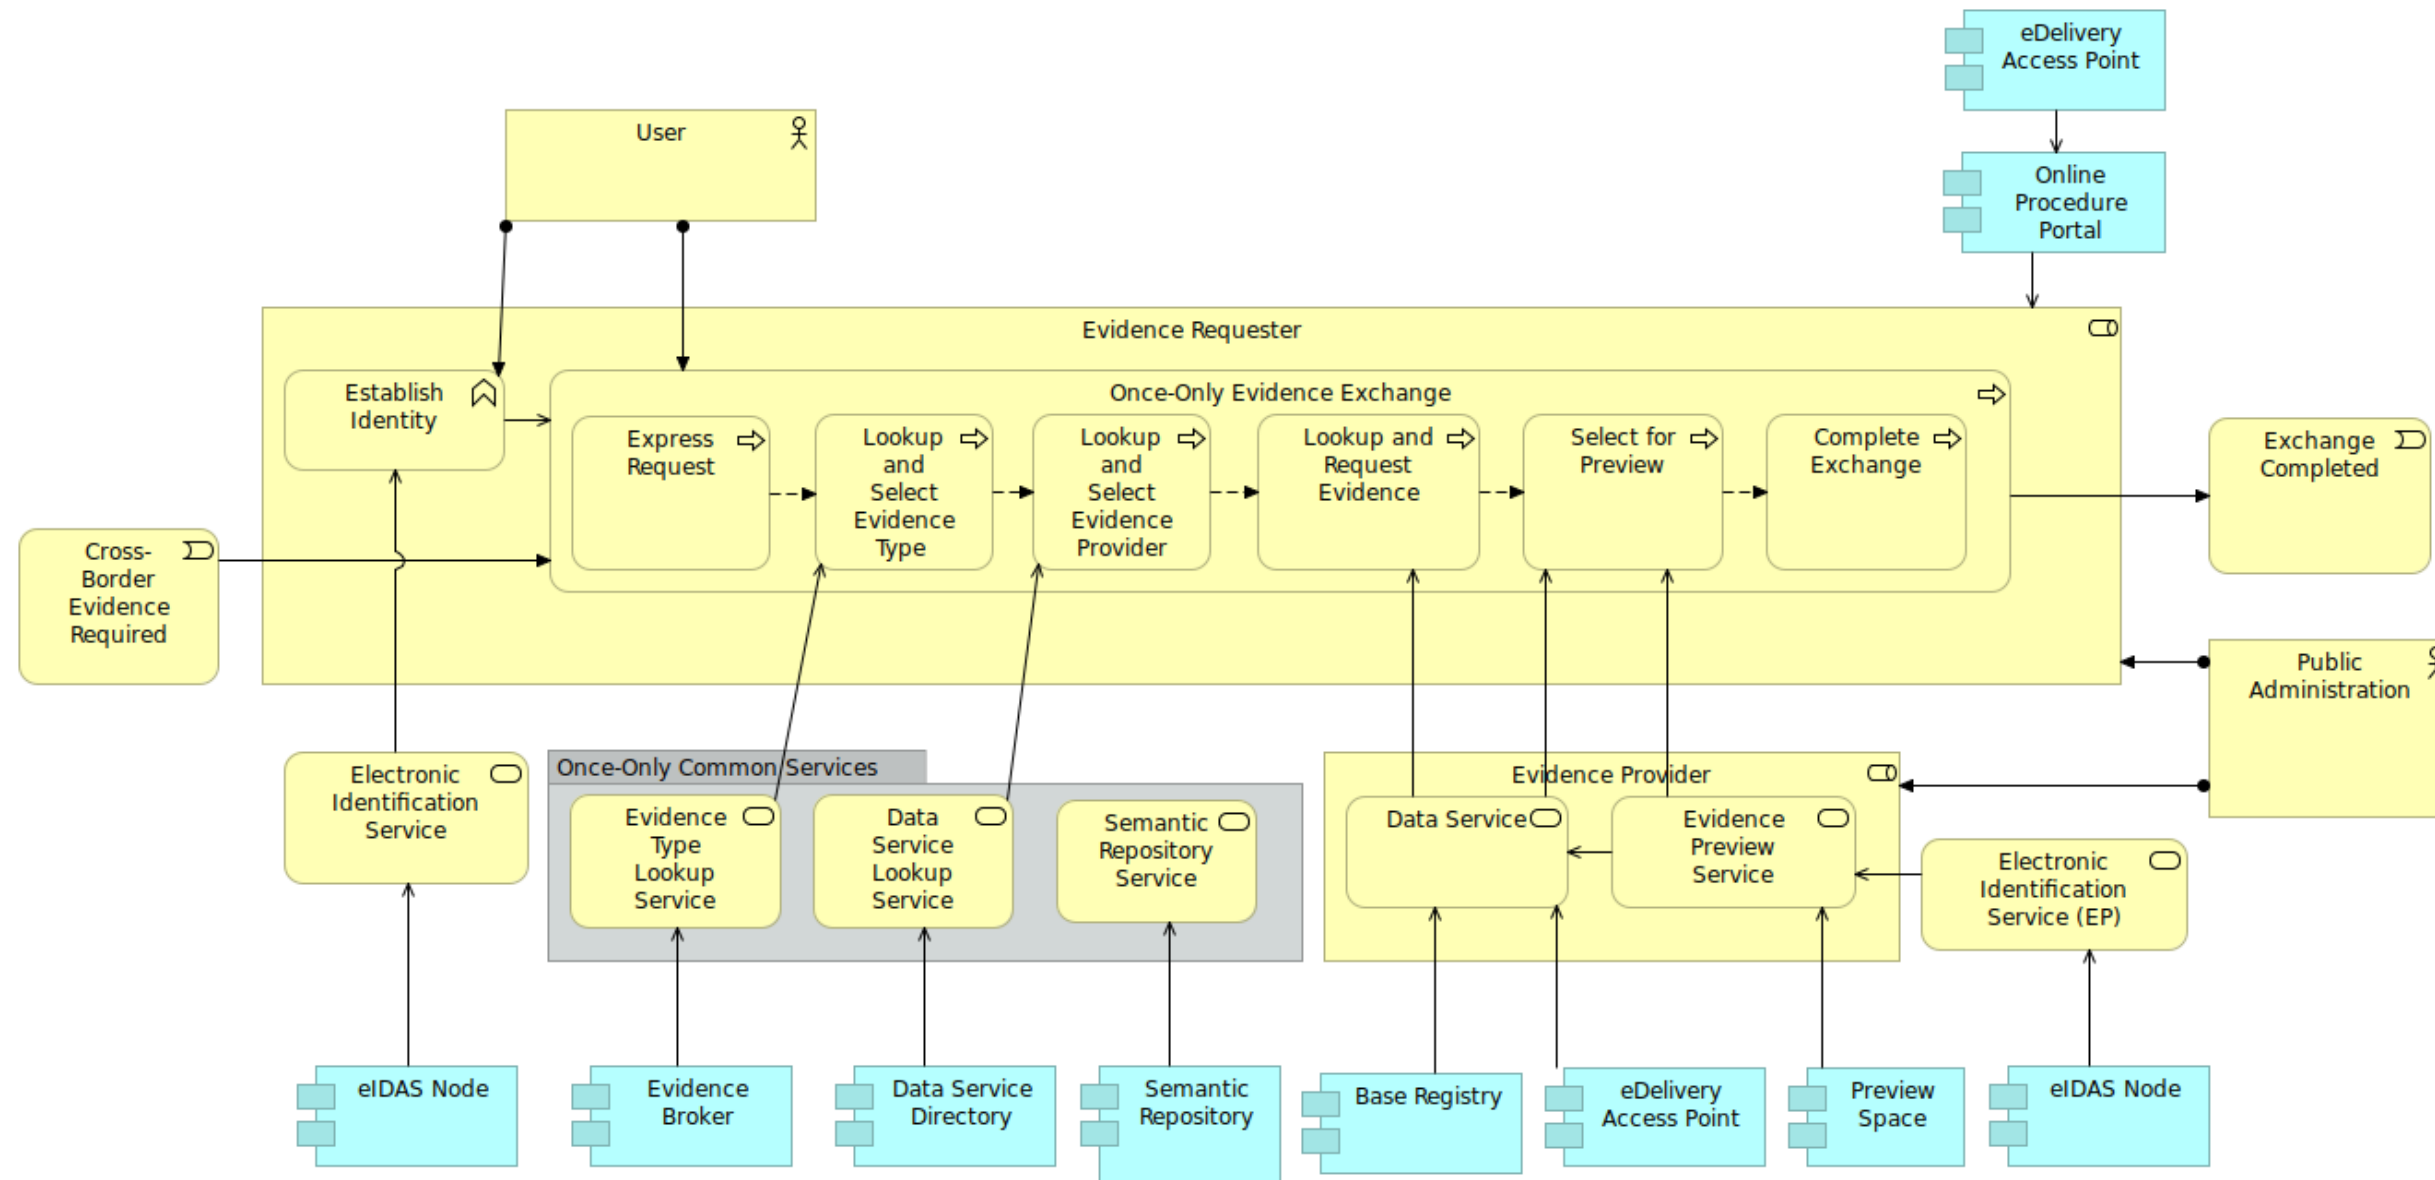 eDelivery
Access Point
User
Online
Procedure
Portal
Evidence Requester
Establish
Identity
Once-Only Evidence Exchange
Express
Request
Lookup
and
Select
Evidence
Type
Lookup
and
Select
Evidence
Provider
Lookup and
Request
Evidence
Select for
Preview
Complete
Exchange
Exchange
Completed
Cross-
Border
Evidence
Required
Public
Administration
Electronic
Identification
Service
Once-Only Common Services
Evidence
Type
Lookup
Service
Data
Service
Lookup
Service
Semantic
Repository
Service
Evidence Provider
Data Service
Evidence
Preview
Service
Electronic
Identification
Service (EP)
eIDAS Node
Evidence
Broker
Data Service
Directory
Semantic
Repository
Base Registry
eDelivery
Access Point
Preview
Space
eIDAS Node